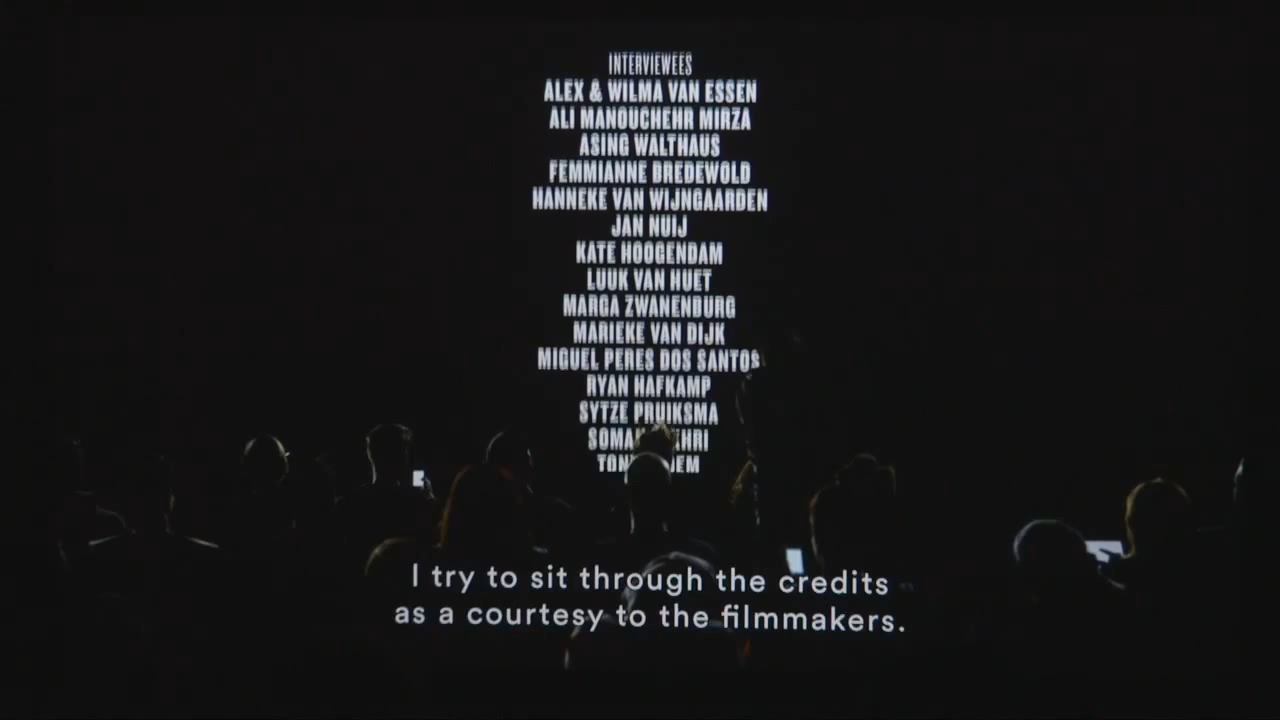 INTERVIEWEES
ALEX & WILMA VAN ESSEN
ALI MANOUCHEHR MIRZA
ASING WALTHAUS
FEMMIANNE BREDEWOLD
HANNEKE VAN WIJNGAARDEN
JAN NUIJ
KATE HOOGENDAM
LUUK VAN HUET
MARGA ZWANENBURG
MARIEKE VAN DIJK
MIGUEL PERES DOS SANTOS
RYAN HAFKAMP
SYTZE PRUIKSMA
I try to sit through the credits
as a courtesy to the filmmakers.